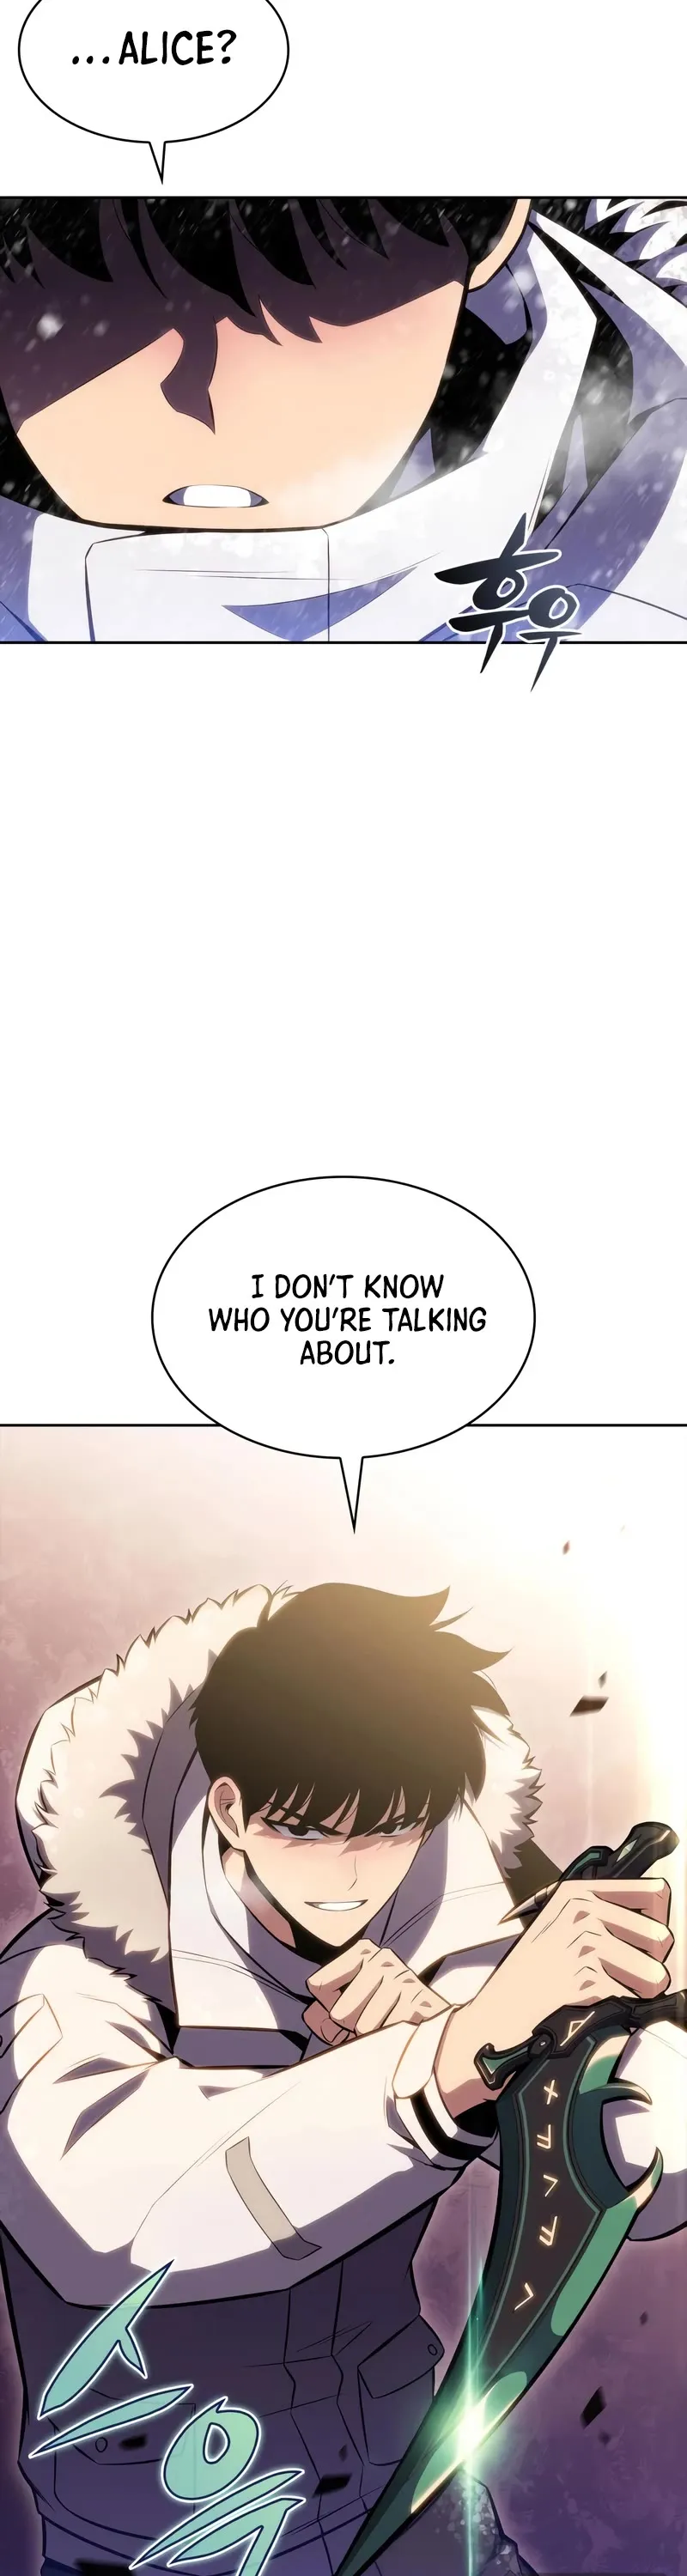 ...ALICE?
후우
I DON'T KNOW
WHO YOU'RE TALKING
ABOUT.
스윽